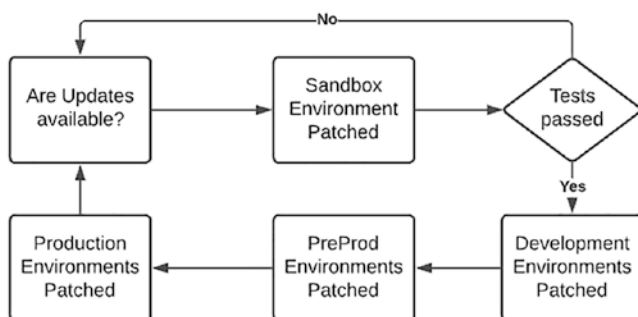 No
Are Updates
available?
Sandbox
Environment
Patched
Tests
passed
Yes
Production
Environments
Patched
PreProd
Environments
Patched
Development
Environments
Patched